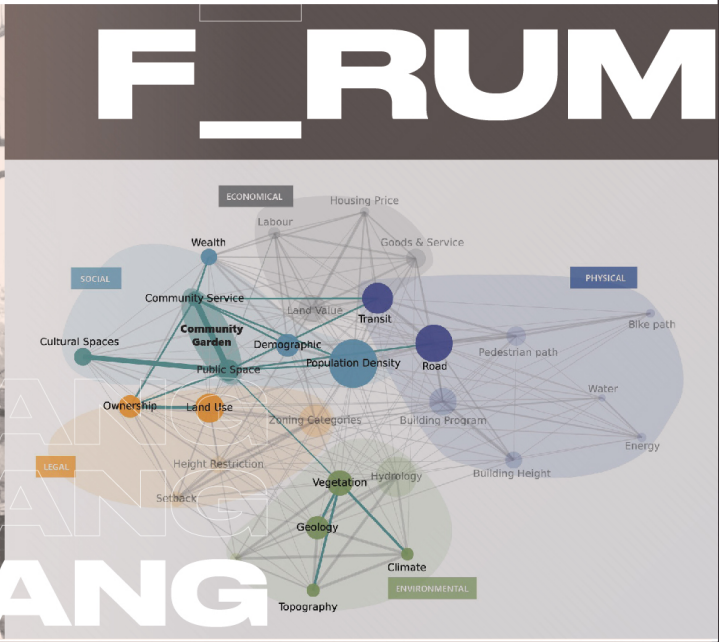 F_RUM
ECONOMICAL
Housing Price
Labour
Goods & Service
Wealth
SOCIAL
PHYSICAL
Community Service
Land Value
Transit
Bike path
Community
Garden
Cultural Spaces
Demographic
Pedestrian path
Population Density
Road
Public Space
Water
Ownership
Land Use
Zoning Categories
Building Program
Energy
LEGAL
Height Restriction
Hydrology
Building Height
Vegetation
Setback
Geology
Climate
ENVIRONMENTAL
Topography
ANG
ANG
ANG